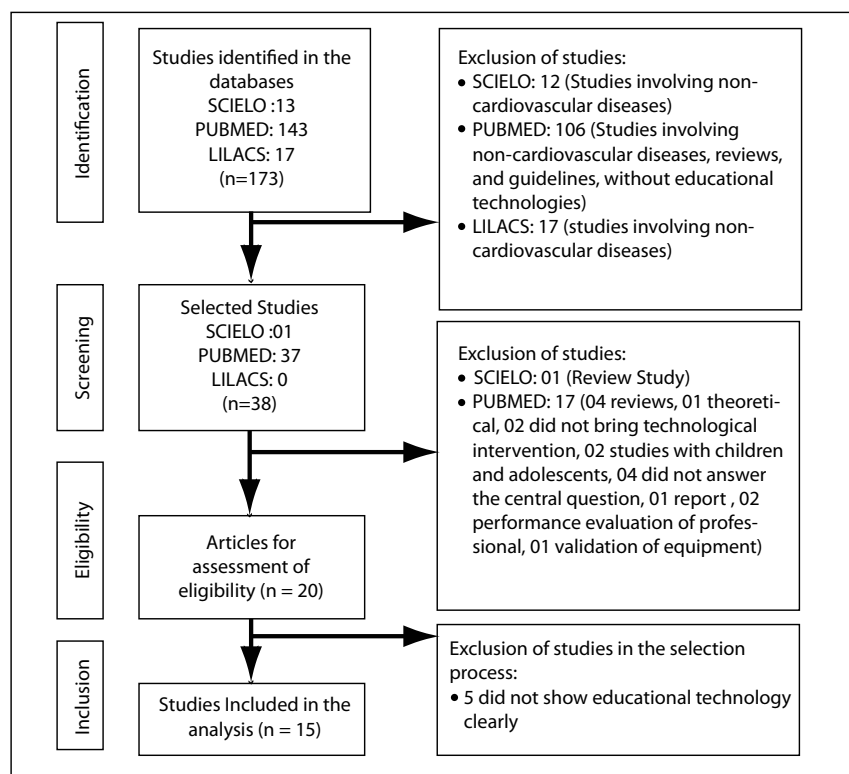 Identification
Studies identified in the
databases
SCIELO :13
PUBMED: 143
LILACS: 17
(n=173)
Exclusion of studies:
• SCIELO: 12 (Studies involving non-
cardiovascular diseases)
• PUBMED: 106 (Studies involving
non-cardiovascular diseases, reviews,
and guidelines, without educational
technologies)
• LILACS: 17 (studies involving non-
cardiovascular diseases)
Screening
Selected Studies
SCIELO :01
PUBMED: 37
LILACS: 0
(n=38)
Exclusion of studies:
• SCIELO: 01 (Review Study)
• PUBMED: 17 (04 reviews, 01 theoreti-
cal, 02 did not bring technological
intervention, 02 studies with children
and adolescents, 04 did not answer
the central question, 01 report , 02
performance evaluation of profes-
sional, 01 validation of equipment)
Eligibility
Articles for
assessment of
eligibility (n = 20)
Inclusion
Studies Included in the
analysis (n = 15)
Exclusion of studies in the selection
process:
• 5 did not show educational technology
clearly